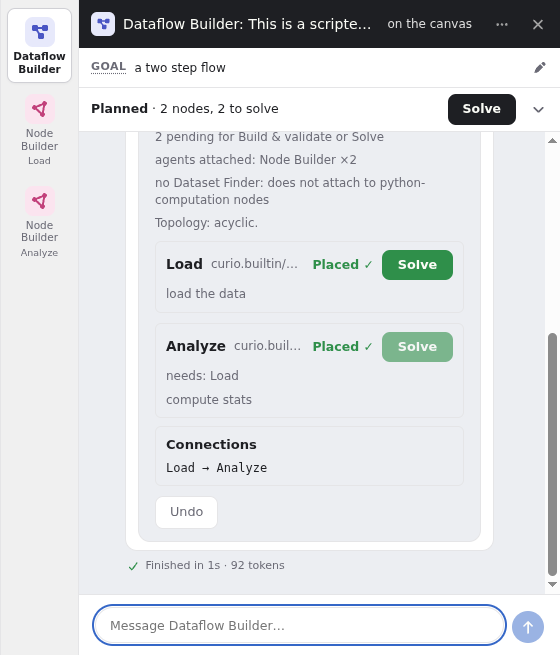 Dataflow
Builder
Node
Builder
Load
Node
Builder
Analyze
Dataflow Builder: This is a scripte… on the canvas
GOAL a two step flow
Planned · 2 nodes, 2 to solve Solve
2 pending for Build & validate or Solve
agents attached: Node Builder ×2
no Dataset Finder: does not attach to python-
computation nodes
Topology: acyclic.
Load curio.builtin/… Placed ✓ Solve
load the data
Analyze curio.buil… Placed ✓ Solve
needs: Load
compute stats
Connections
Load → Analyze
Undo
Finished in 1s · 92 tokens
Message Dataflow Builder…